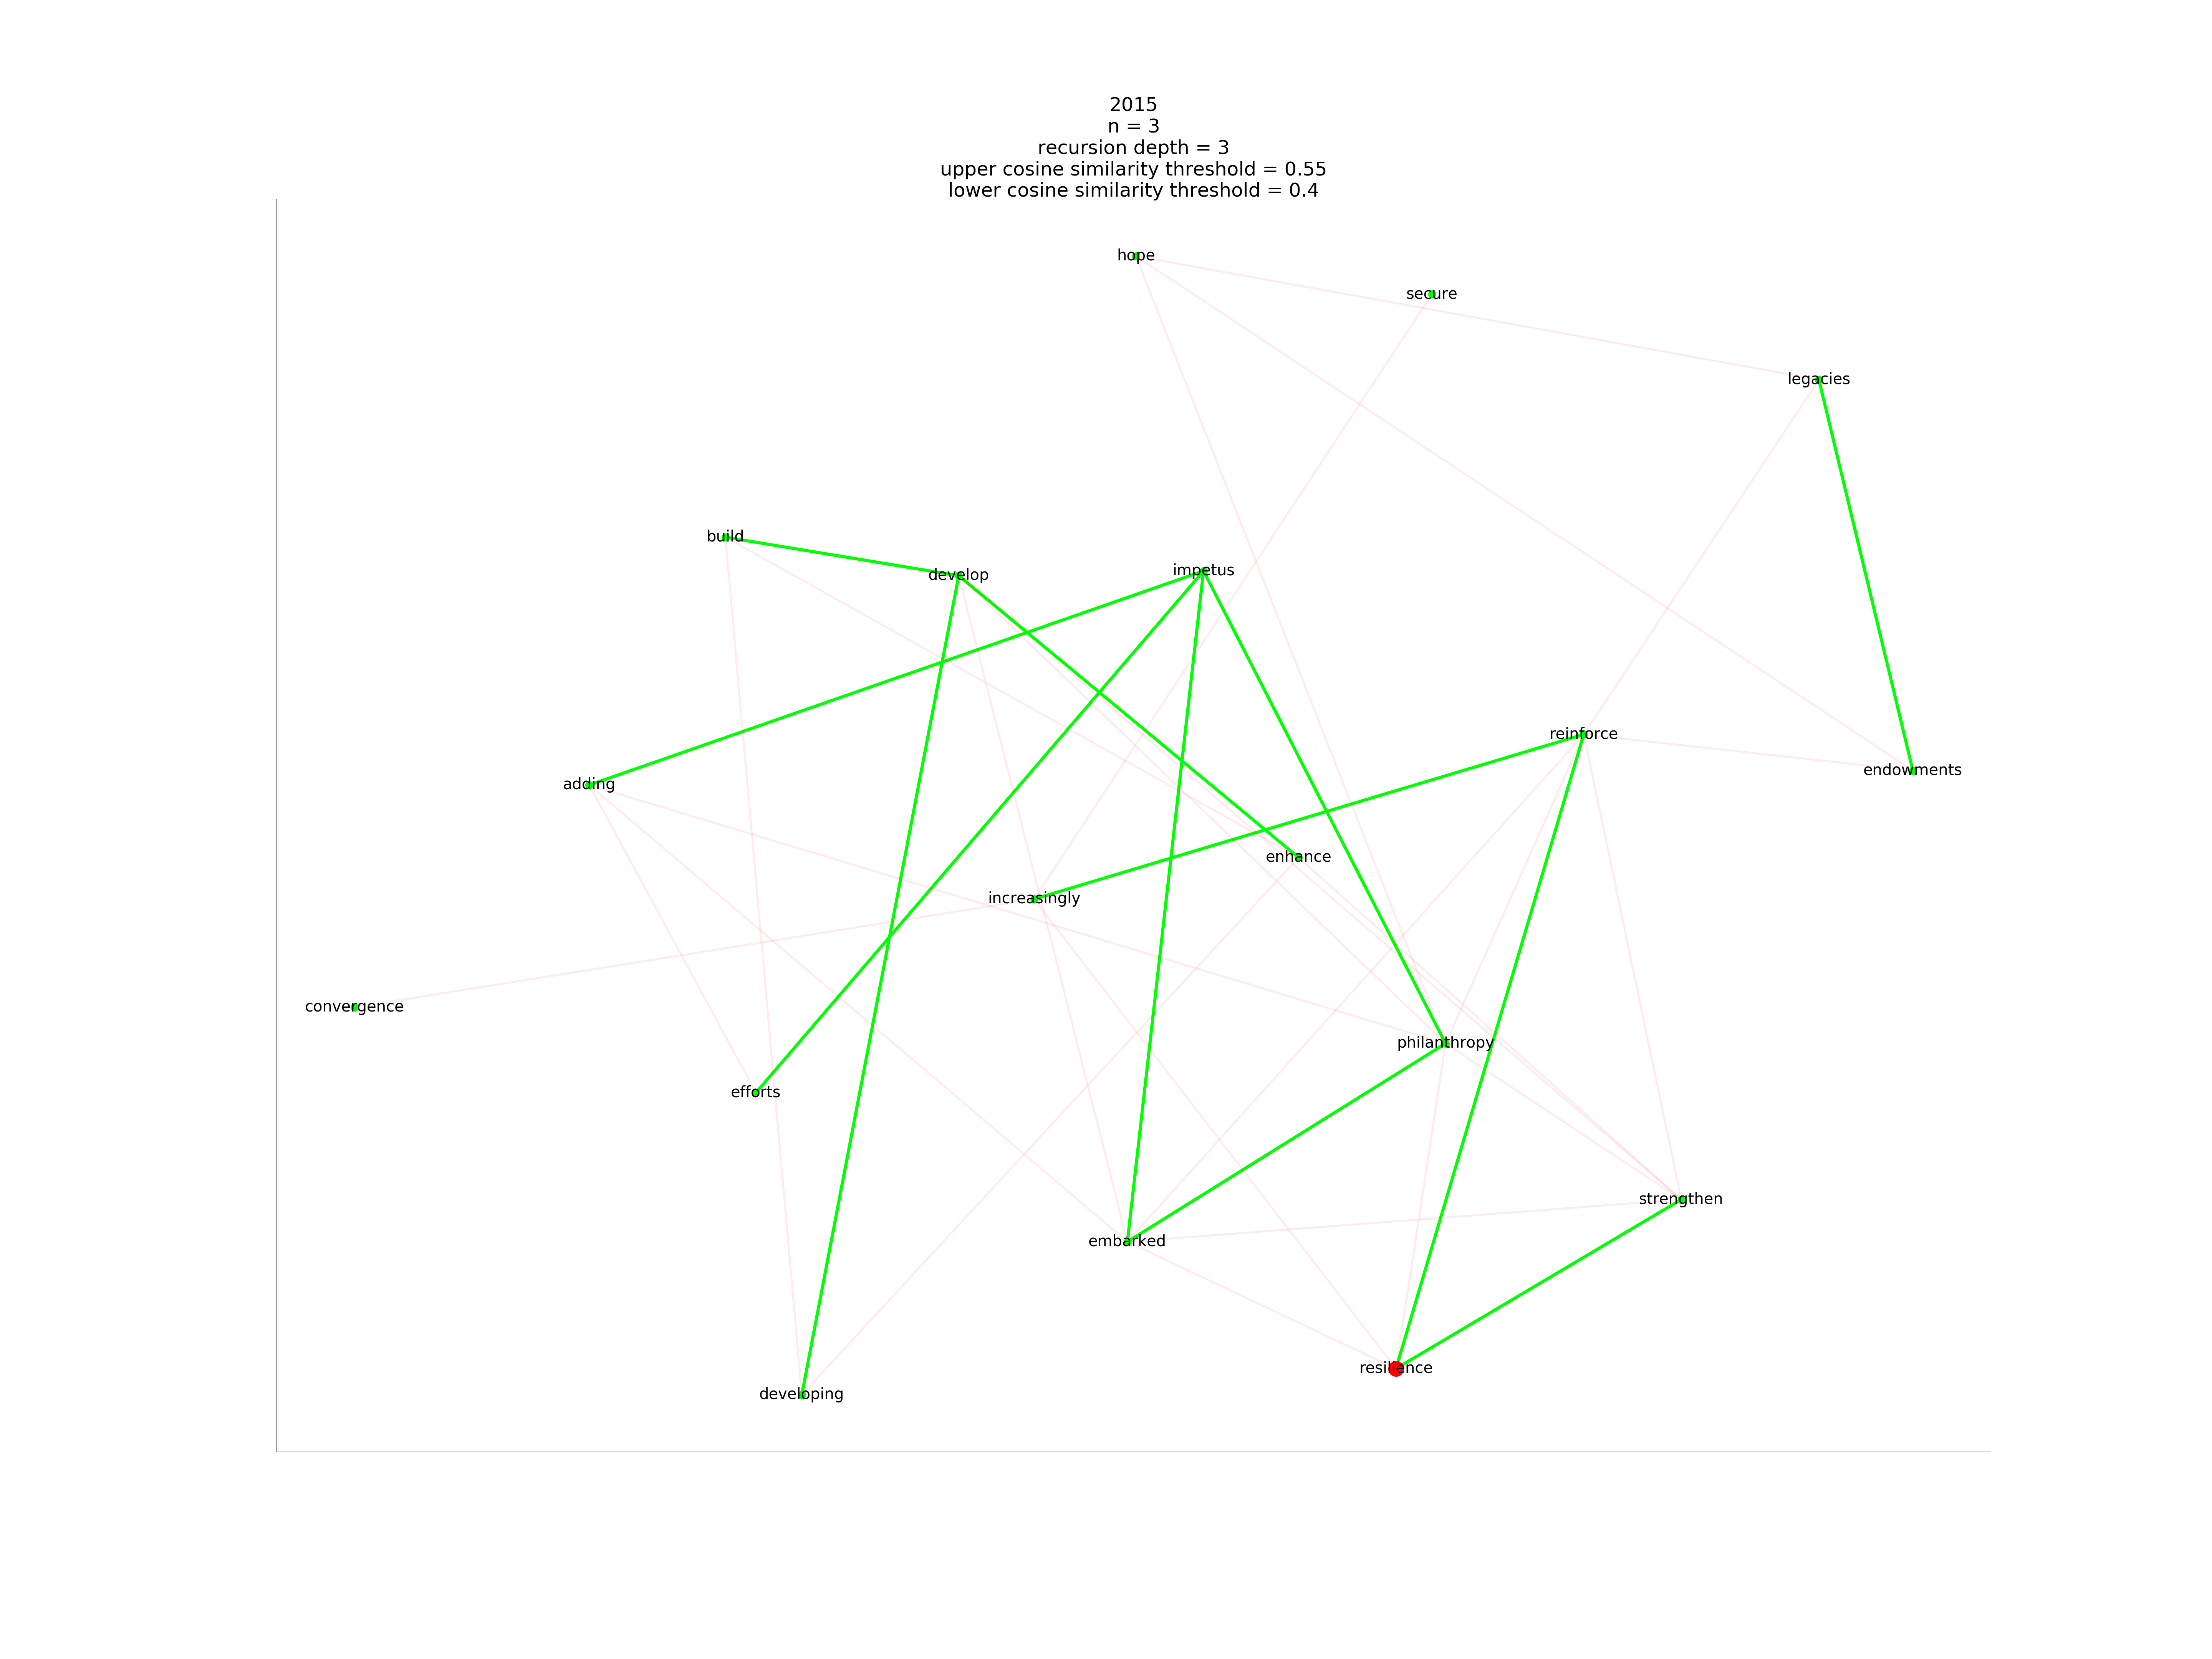 2015
n = 3
recursion depth = 3
upper cosine similarity threshold = 0.55
lower cosine similarity threshold = 0.4
hope
secure
legacies
build
develop
impetus
reinforce
endowments
adding
enhance
increasingly
convergence
philanthropy
efforts
strengthen
embarked
resilience
developing